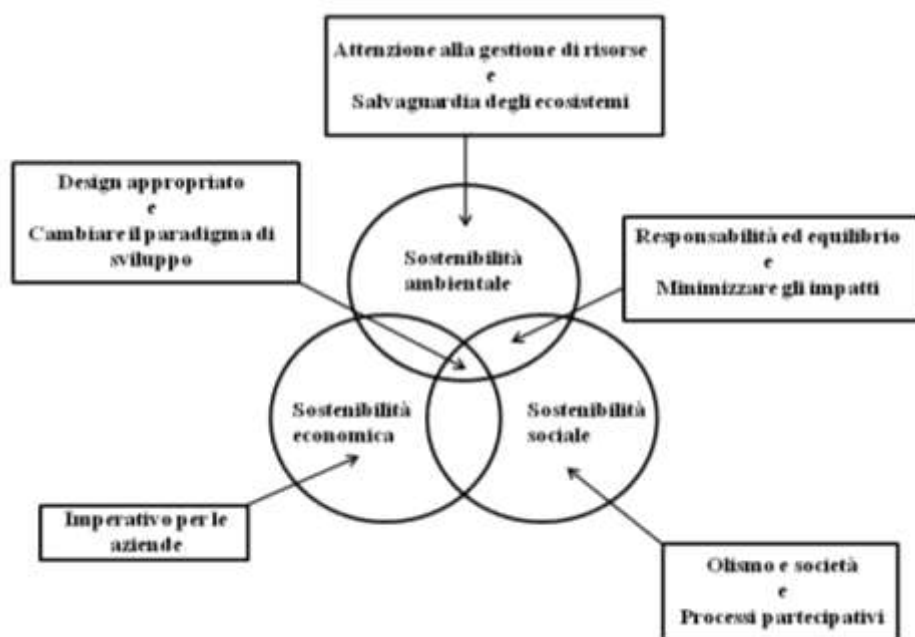 Attenzione alla gestione di risorse
e
Salvaguardia degli ecosistemi
Design appropriato
e
Cambiare il paradigma di
sviluppo
Responsabilità ed equilibrio
e
Minimizzare gli impatti
Sostenibilità
ambientale
Sostenibilità
economica
Sostenibilità
sociale
Imperativo per le
aziende
Olismo e società
e
Processi partecipativi